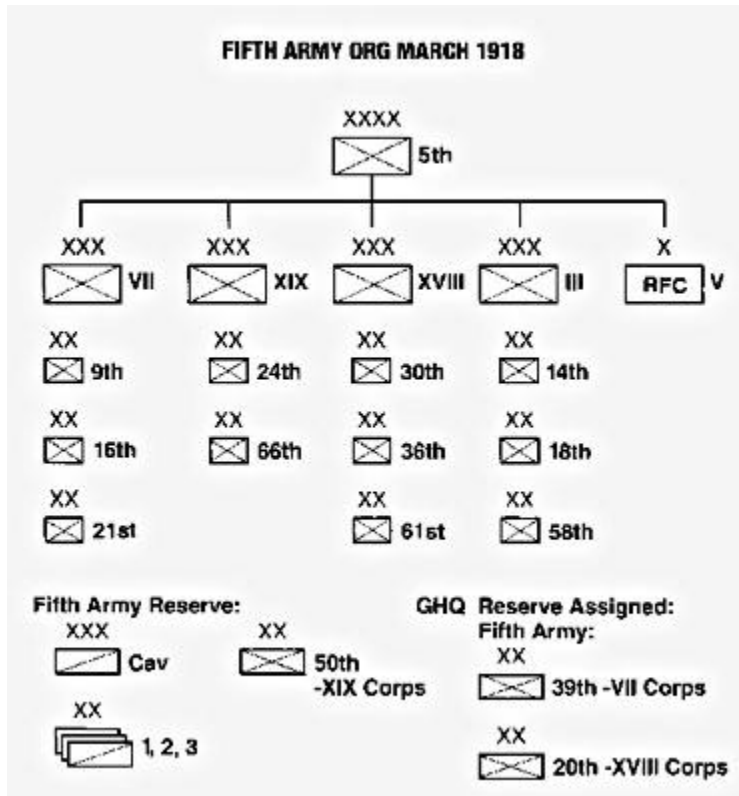 FIFTH ARMY ORG MARCH 1918
XXXX
5th
XXX XXX XXX XXX X
VII XIX XVIII III RFC V
XX XX XX XX
9th 24th 30th 14th
XX XX XX XX
16th 66th 36th 18th
XX XX XX
21st 61st 58th
Fifth Army Reserve: GHQ Reserve Assigned:
Fifth Army:
XXX XX XX
Cav 50th 39th -VII Corps
-XIX Corps
XX XX
1, 2, 3 20th -XVIII Corps